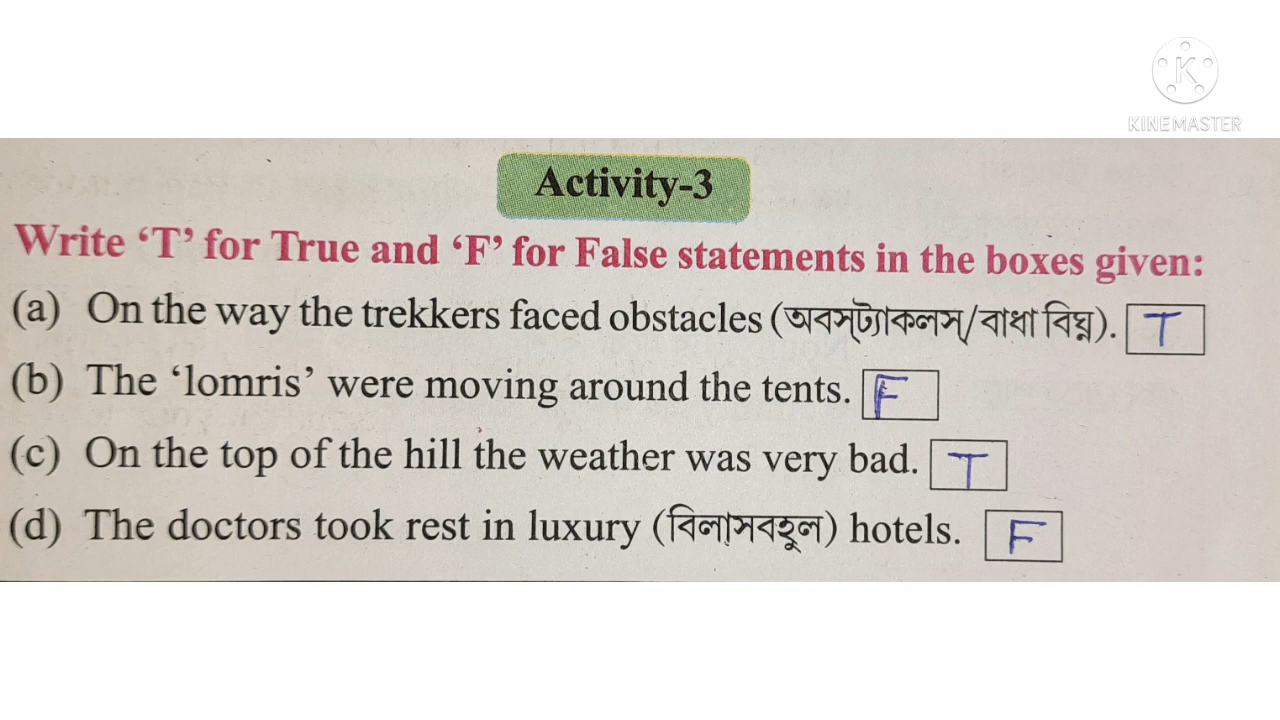 K
KINEMASTER
Activity-3
Write ‘T’ for True and ‘F’ for False statements in the boxes given:
(a) On the way the trekkers faced obstacles (অবস্ট্যাকলস্/বাধা বিঘ্ন). T
(b) The ‘lomris’ were moving around the tents. F
(c) On the top of the hill the weather was very bad. T
(d) The doctors took rest in luxury (বিলাসবহুল) hotels. F